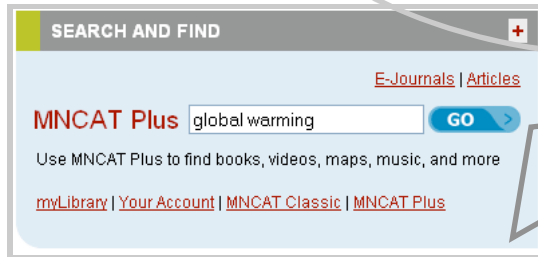 SEARCH AND FIND +
E-Journals | Articles
MNCAT Plus global warming GO >
Use MNCAT Plus to find books, videos, maps, music, and more
myLibrary | Your Account | MNCAT Classic | MNCAT Plus